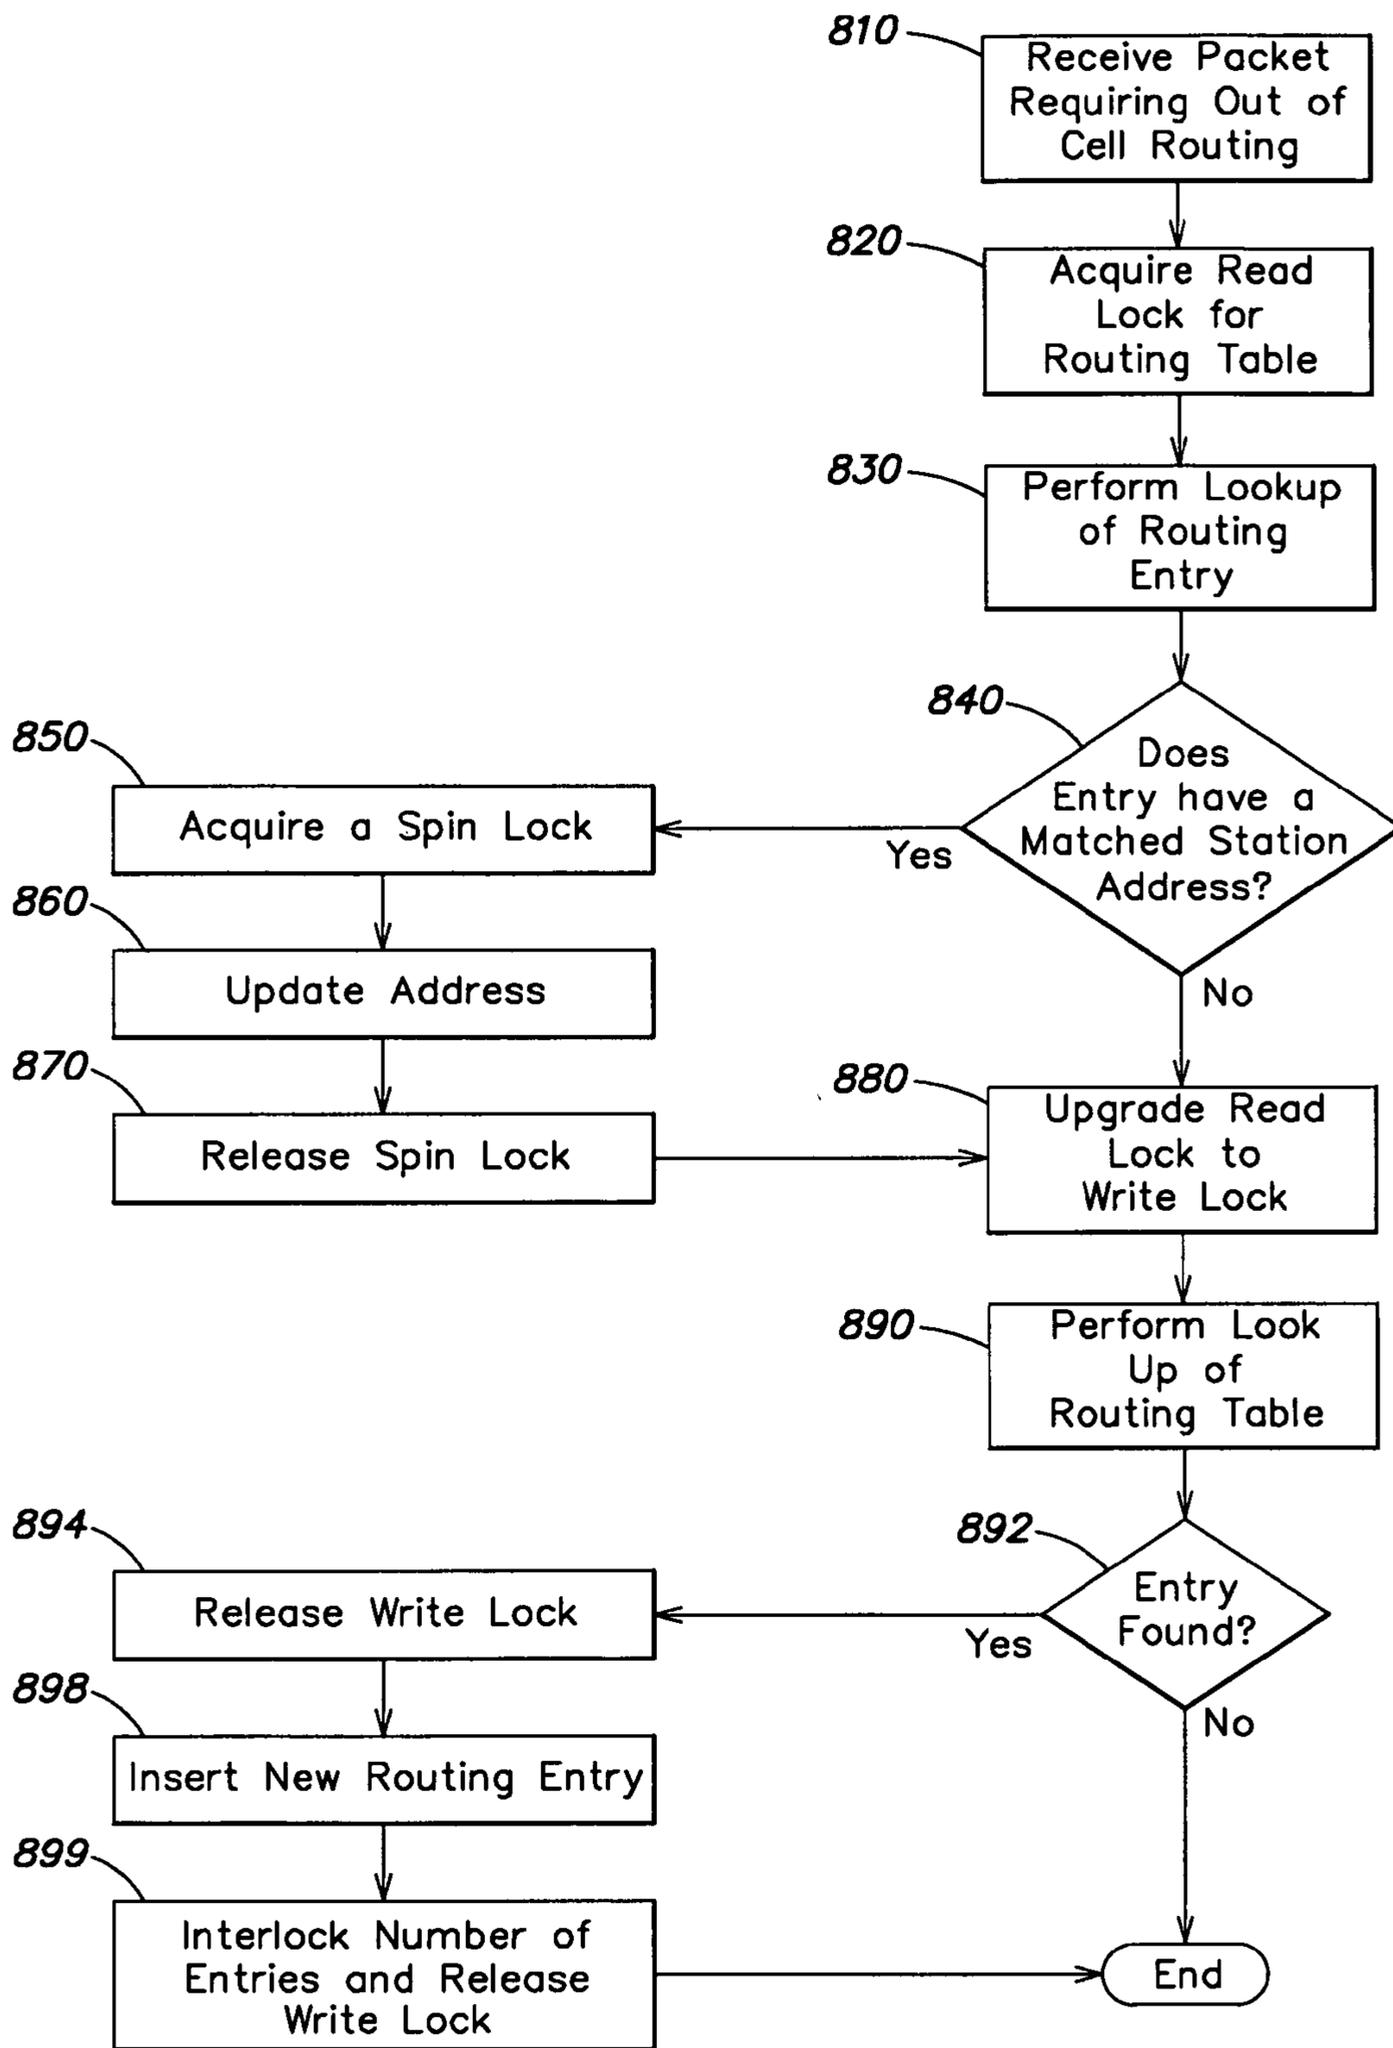 810
Receive Packet
Requiring Out of
Cell Routing
820
Acquire Read
Lock for
Routing Table
830
Perform Lookup
of Routing
Entry
840
Does
Entry have a
Matched Station
Address?
Yes
No
850
Acquire a Spin Lock
860
Update Address
870
Release Spin Lock
880
Upgrade Read
Lock to
Write Lock
890
Perform Look
Up of
Routing Table
892
Entry
Found?
Yes
No
894
Release Write Lock
898
Insert New Routing Entry
899
Interlock Number of
Entries and Release
Write Lock
End